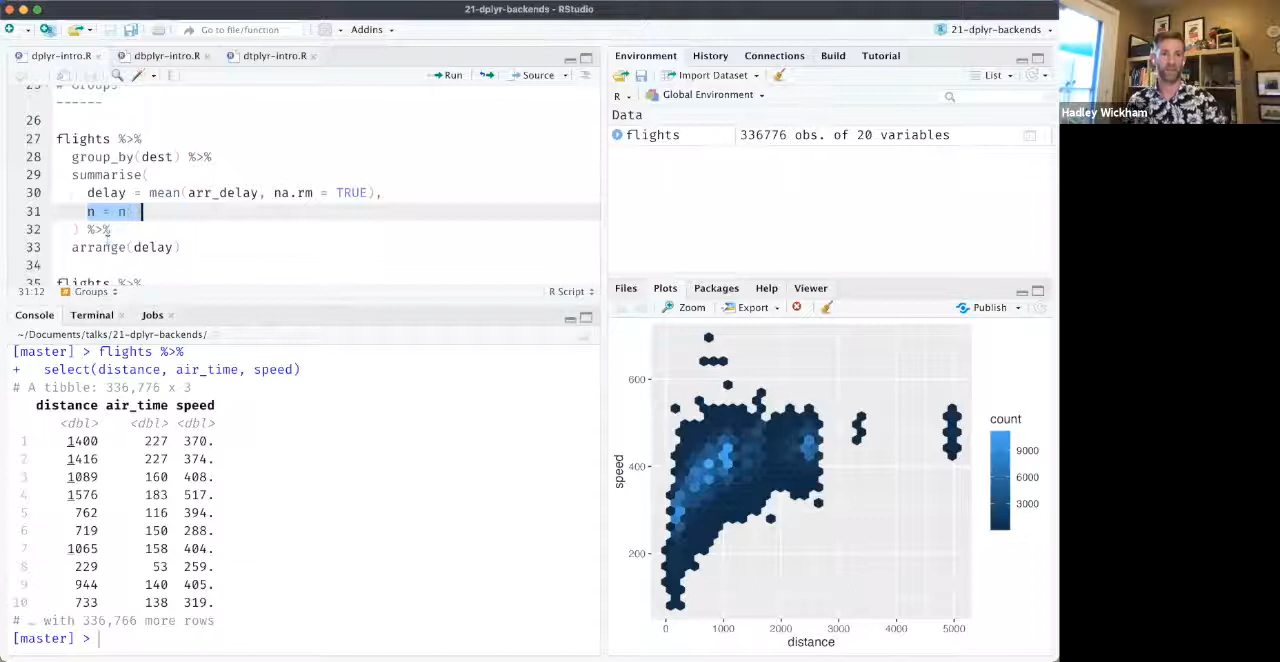 21-dplyr-backends - RStudio
Go to file/function
Addins
21-dplyr-backends
dplyr-intro.R
dbplyr-intro.R
dtplyr-intro.R
Run
Source
25 # Groups
------
26
27 flights %>%
28 group_by(dest) %>%
29 summarise(
30 delay = mean(arr_delay, na.rm = TRUE),
31 n = n
32 ) %>%
33 arrange(delay)
34
35 flights %>%
31:12
Groups
R Script
Console
Terminal
Jobs
~/Documents/talks/21-dplyr-backends/
[master] > flights %>%
+ select(distance, air_time, speed)
# A tibble: 336,776 x 3
distance air_time speed
<dbl> <dbl> <dbl>
1 1400 227 370.
2 1416 227 374.
3 1089 160 408.
4 1576 183 517.
5 762 116 394.
6 719 150 288.
7 1065 158 404.
8 229 53 259.
9 944 140 405.
10 733 138 319.
# … with 336,766 more rows
[master] >
Environment
History
Connections
Build
Tutorial
Import Dataset
List
R
Global Environment
Data
flights 336776 obs. of 20 variables
Files
Plots
Packages
Help
Viewer
Zoom
Export
Publish
600
400
200
speed
0 1000 2000 3000 4000 5000
distance
count
9000
6000
3000
Hadley Wickham